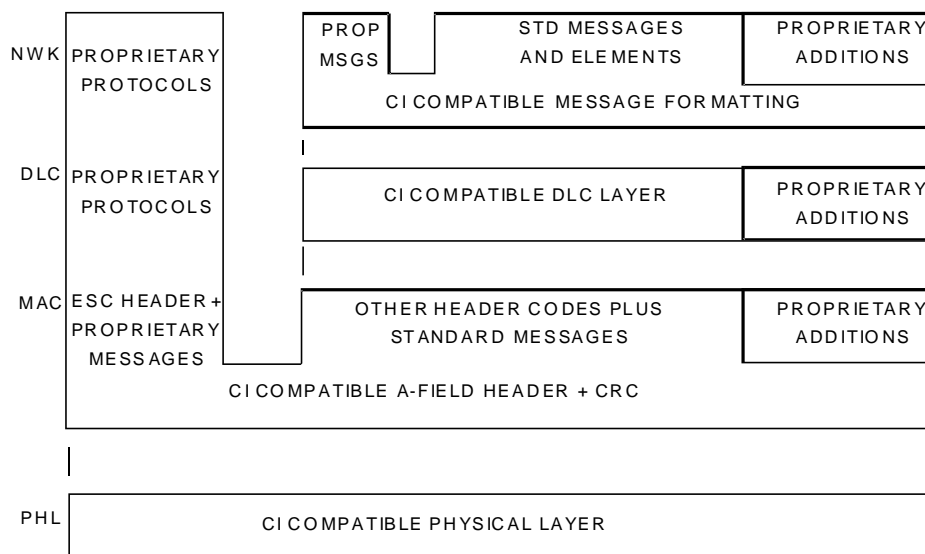 NWK
PROPRIETARY
PROTOCOLS
PROP
MSGS
STD MESSAGES
AND ELEMENTS
PROPRIETARY
ADDITIONS
CI COMPATIBLE MESSAGE FORMATTING
DLC
PROPRIETARY
PROTOCOLS
CI COMPATIBLE DLC LAYER
PROPRIETARY
ADDITIONS
MAC
ESC HEADER +
PROPRIETARY
MESSAGES
OTHER HEADER CODES PLUS
STANDARD MESSAGES
PROPRIETARY
ADDITIONS
CI COMPATIBLE A-FIELD HEADER + CRC
PHL
CI COMPATIBLE PHYSICAL LAYER